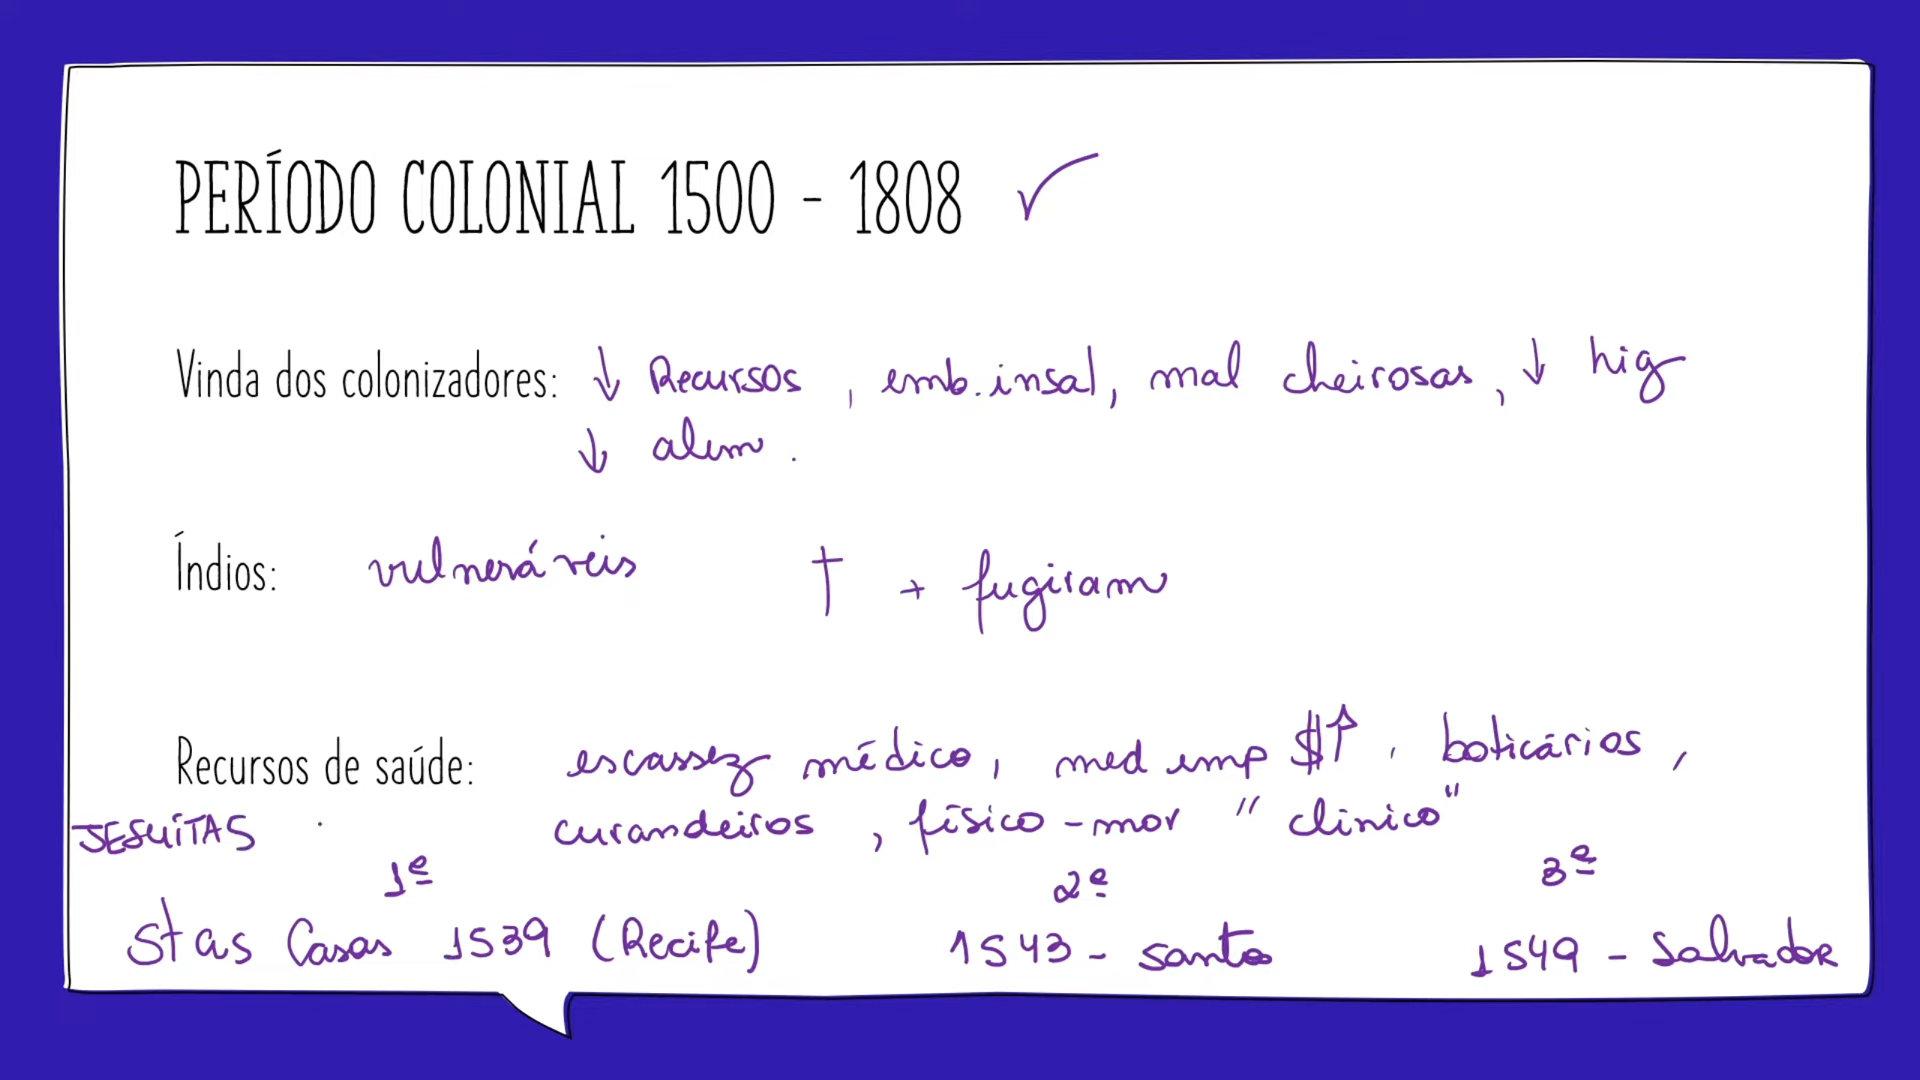 PERÍODO COLONIAL 1500 - 1808 ✓
Vinda dos colonizadores: ↓ Recursos, emb. insal, mal cheirosas, ↓ hig
↓ alim.
Índios: vulneráveis † + fugiram
Recursos de saúde: escassez médico, med emp $↑, boticários,
JESUÍTAS curandeiros, físico-mor "clínico"
1ª 2ª 3ª
Stas Casas 1539 (Recife) 1543 - Santo 1549 - Salvador